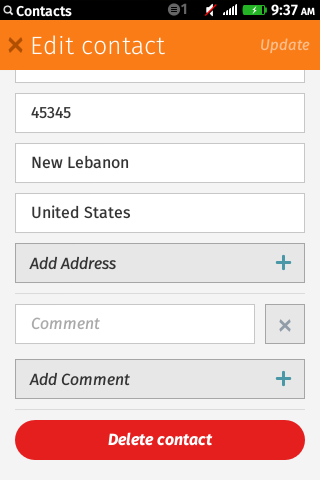 Contacts
1
9:37 AM
Edit contact
Update
45345
New Lebanon
United States
Add Address
Comment
Add Comment
Delete contact